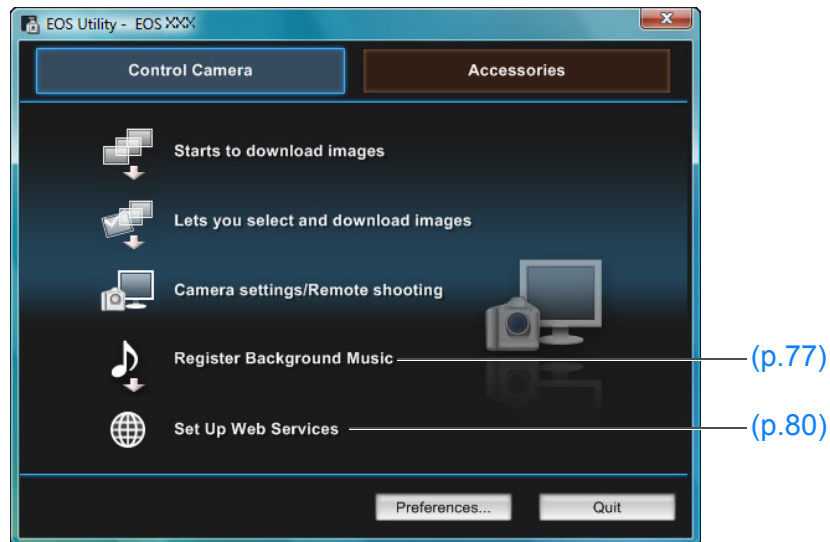 EOS Utility - EOS XXX
Control Camera
Accessories
Starts to download images
Lets you select and download images
Camera settings/Remote shooting
Register Background Music
(p.77)
Set Up Web Services
(p.80)
Preferences...
Quit